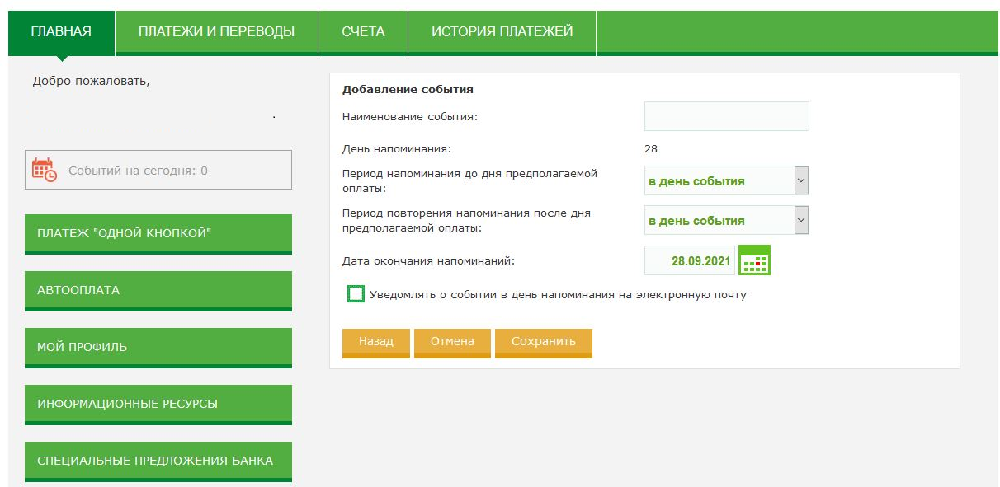 ГЛАВНАЯ
ПЛАТЕЖИ И ПЕРЕВОДЫ
СЧЕТА
ИСТОРИЯ ПЛАТЕЖЕЙ
Добро пожаловать,
.
Событий на сегодня: 0
ПЛАТЁЖ "ОДНОЙ КНОПКОЙ"
АВТООПЛАТА
МОЙ ПРОФИЛЬ
ИНФОРМАЦИОННЫЕ РЕСУРСЫ
СПЕЦИАЛЬНЫЕ ПРЕДЛОЖЕНИЯ БАНКА
Добавление события
Наименование события:
День напоминания:
28
Период напоминания до дня предполагаемой
оплаты:
в день события
Период повторения напоминания после дня
предполагаемой оплаты:
в день события
Дата окончания напоминаний:
28.09.2021
Уведомлять о событии в день напоминания на электронную почту
Назад
Отмена
Сохранить